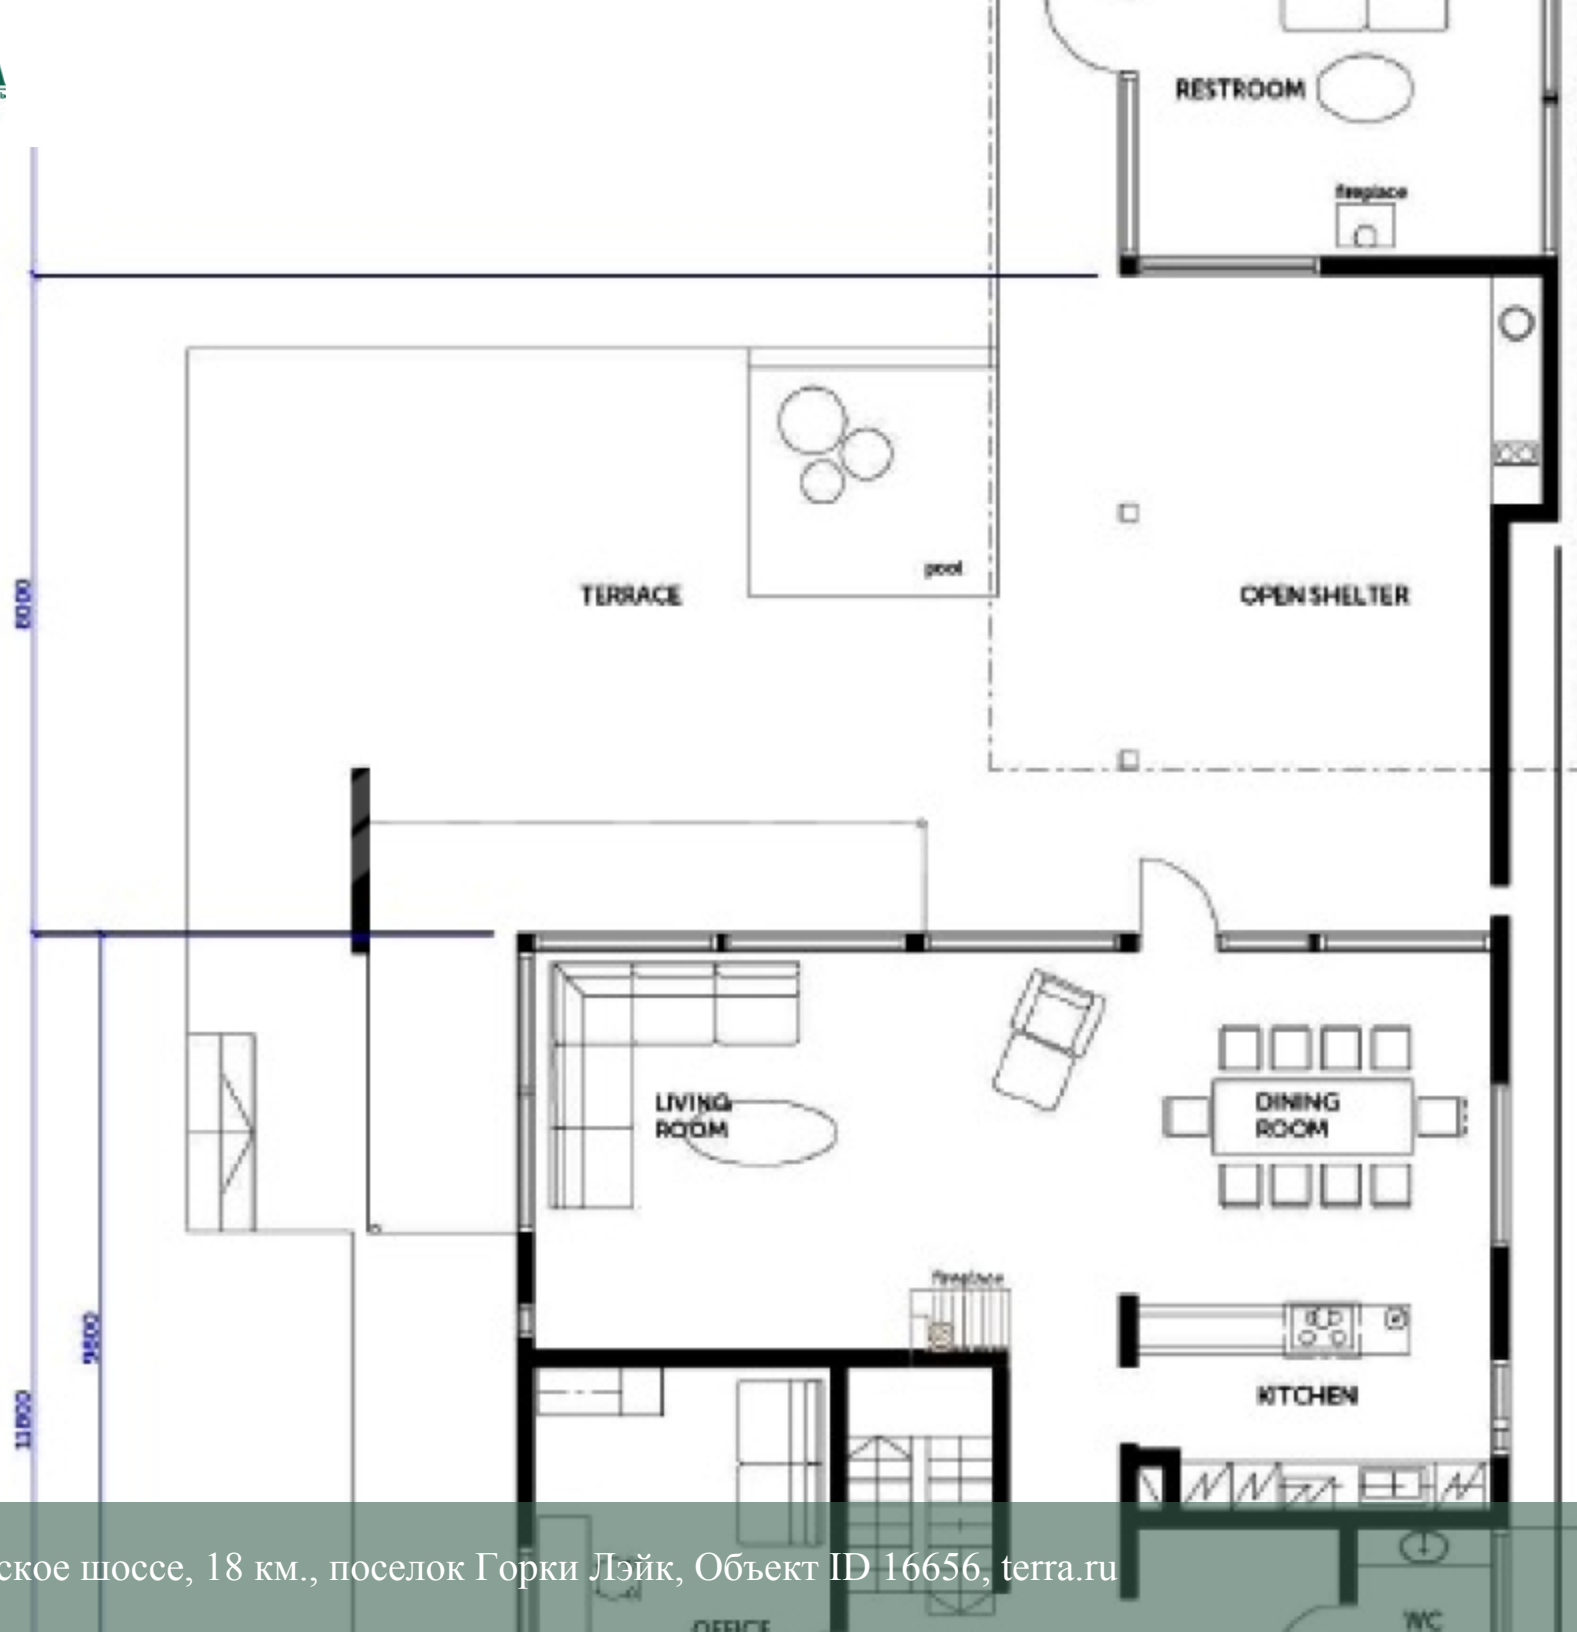 RESTROOM
fireplace
pool
TERRACE
OPEN SHELTER
8000
LIVING
ROOM
DINING
ROOM
fireplace
9800
KITCHEN
11800
ское шоссе, 18 км., поселок Горки Лэйк, Объект ID 16656, terra.ru
OFFICE
WC